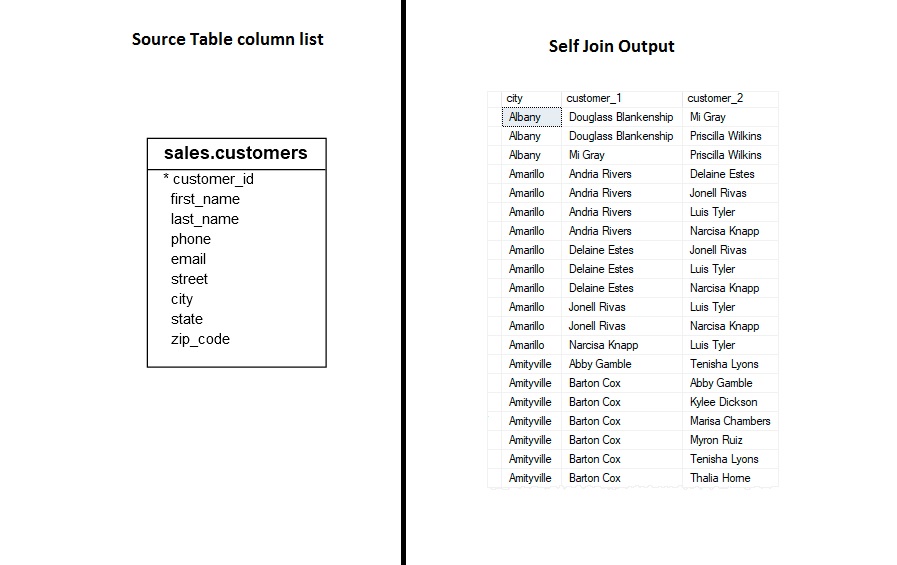 Source Table column list
sales.customers
* customer_id
first_name
last_name
phone
email
street
city
state
zip_code
Self Join Output
city customer_1 customer_2
Albany Douglass Blankenship Mi Gray
Albany Douglass Blankenship Priscilla Wilkins
Albany Mi Gray Priscilla Wilkins
Amarillo Andria Rivers Delaine Estes
Amarillo Andria Rivers Jonell Rivas
Amarillo Andria Rivers Luis Tyler
Amarillo Andria Rivers Narcisa Knapp
Amarillo Delaine Estes Jonell Rivas
Amarillo Delaine Estes Luis Tyler
Amarillo Delaine Estes Narcisa Knapp
Amarillo Jonell Rivas Luis Tyler
Amarillo Jonell Rivas Narcisa Knapp
Amarillo Narcisa Knapp Luis Tyler
Amityville Abby Gamble Tenisha Lyons
Amityville Barton Cox Abby Gamble
Amityville Barton Cox Kylee Dickson
Amityville Barton Cox Marisa Chambers
Amityville Barton Cox Myron Ruiz
Amityville Barton Cox Tenisha Lyons
Amityville Barton Cox Thalia Horne